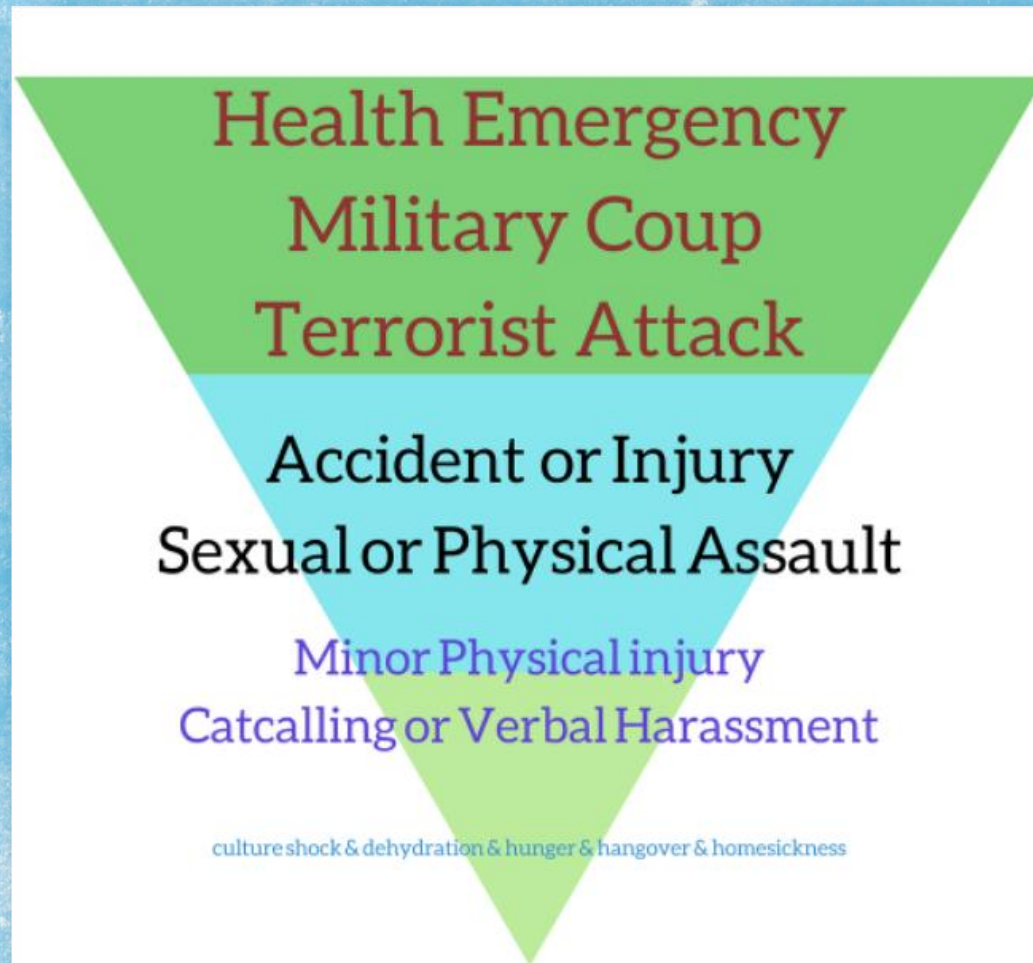 Health Emergency
Military Coup
Terrorist Attack
Accident or Injury
Sexual or Physical Assault
Minor Physical injury
Catcalling or Verbal Harassment
culture shock & dehydration & hunger & hangover & homesickness